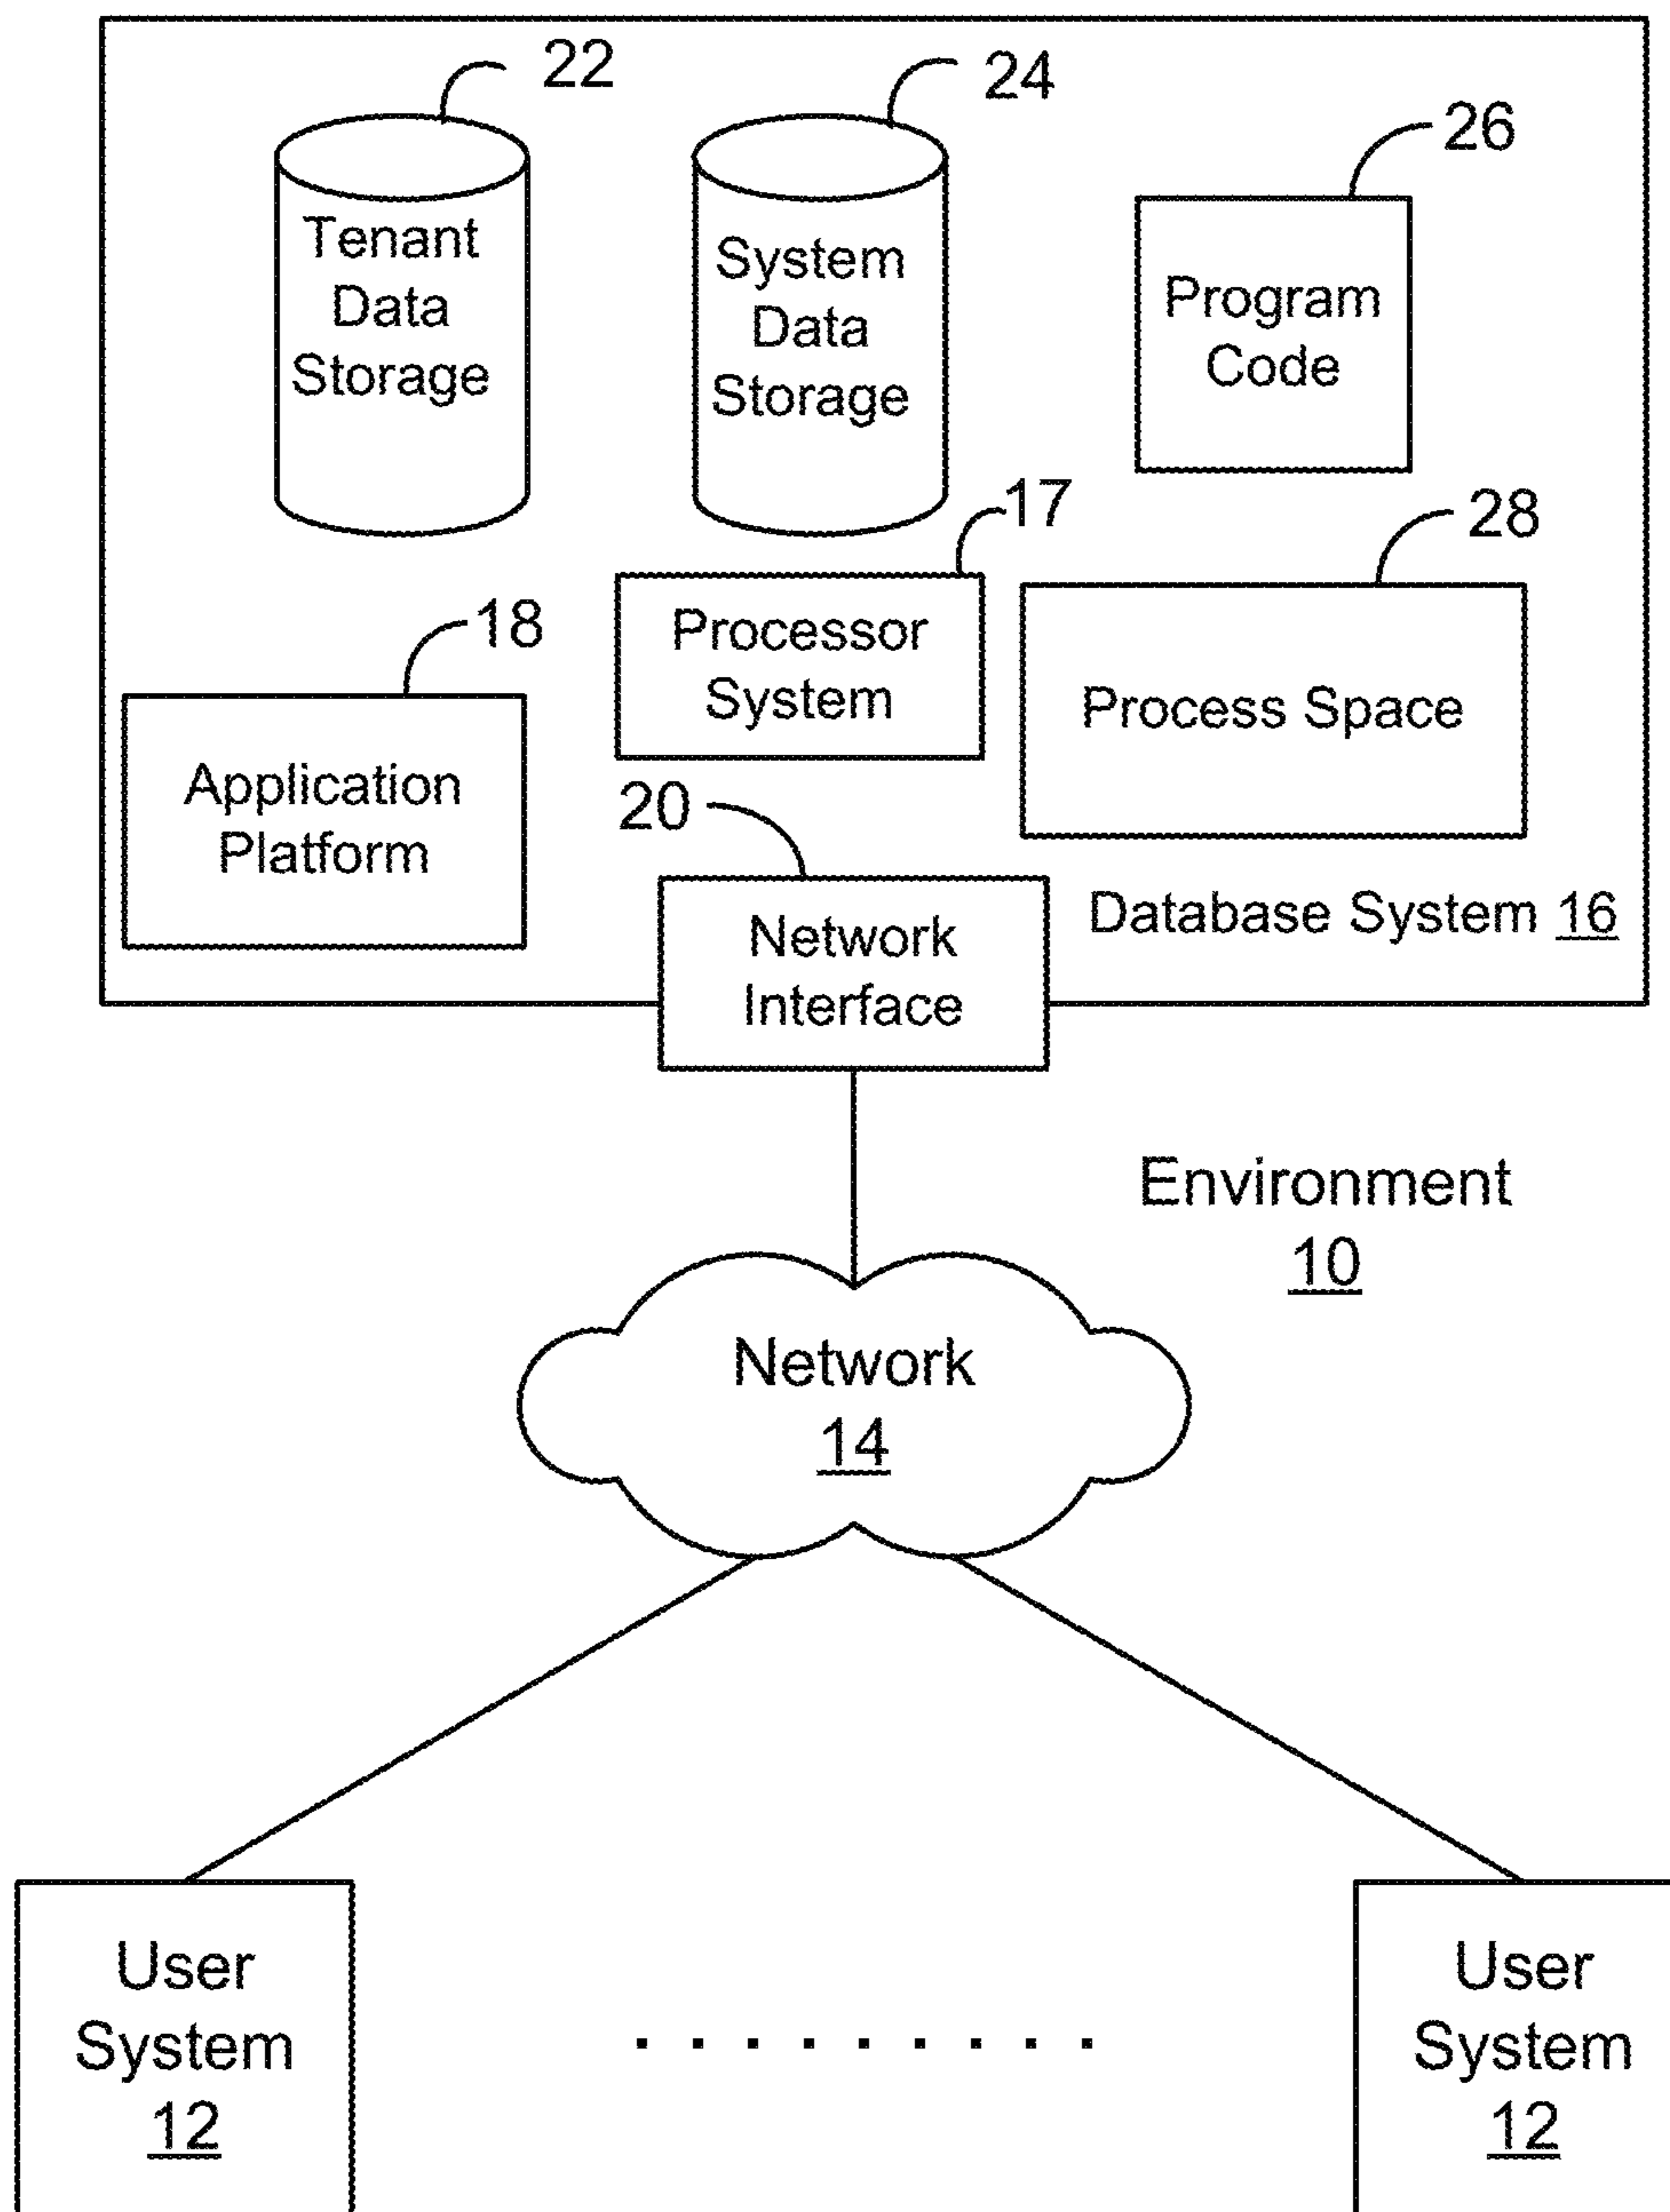 22
24
26
Tenant
Data
Storage
System
Data
Storage
Program
Code
17
28
18
Processor
System
Process Space
Application
Platform
20
Network
Interface
Database System 16
Environment
10
Network
14
User
System
12
User
System
12